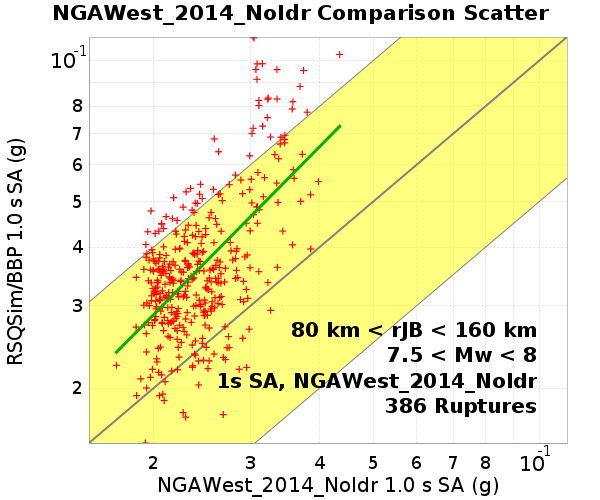 NGAWest_2014_NoIdr Comparison Scatter
RSQSim/BBP 1.0 s SA (g)
10⁻¹
8
7
6
5
4
3
2
80 km < rJB < 160 km
7.5 < Mw < 8
1s SA, NGAWest_2014_NoIdr
386 Ruptures
2 3 4 5 6 7 8 10⁻¹
NGAWest_2014_NoIdr 1.0 s SA (g)